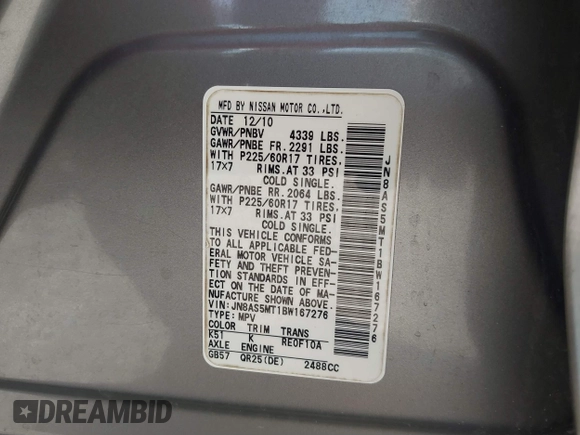 MFD BY NISSAN MOTOR CO.,LTD.
DATE 12/10
GVWR/PNBV 4339 LBS.
GAWR/PNBE FR. 2291 LBS.
WITH P225/60R17 TIRES.
17×7 RIMS. AT 33 PSI
COLD SINGLE.
GAWR/PNBE RR. 2064 LBS.
WITH P225/60R17 TIRES.
17×7 RIMS. AT 33 PSI
COLD SINGLE.
THIS VEHICLE CONFORMS
TO ALL APPLICABLE FED-
ERAL MOTOR VEHICLE SA-
FETY AND THEFT PREVEN-
TION STANDARDS IN EFF-
ECT ON THE DATE OF MA-
NUFACTURE SHOWN ABOVE.
VIN: JN8AS5MT1BW167276
TYPE: MPV
COLOR TRIM TRANS
K51 K RE0F10A
AXLE ENGINE
GB57 QR25(DE) 2488CC
JN8AS5MT1BW167276
DREAMBID